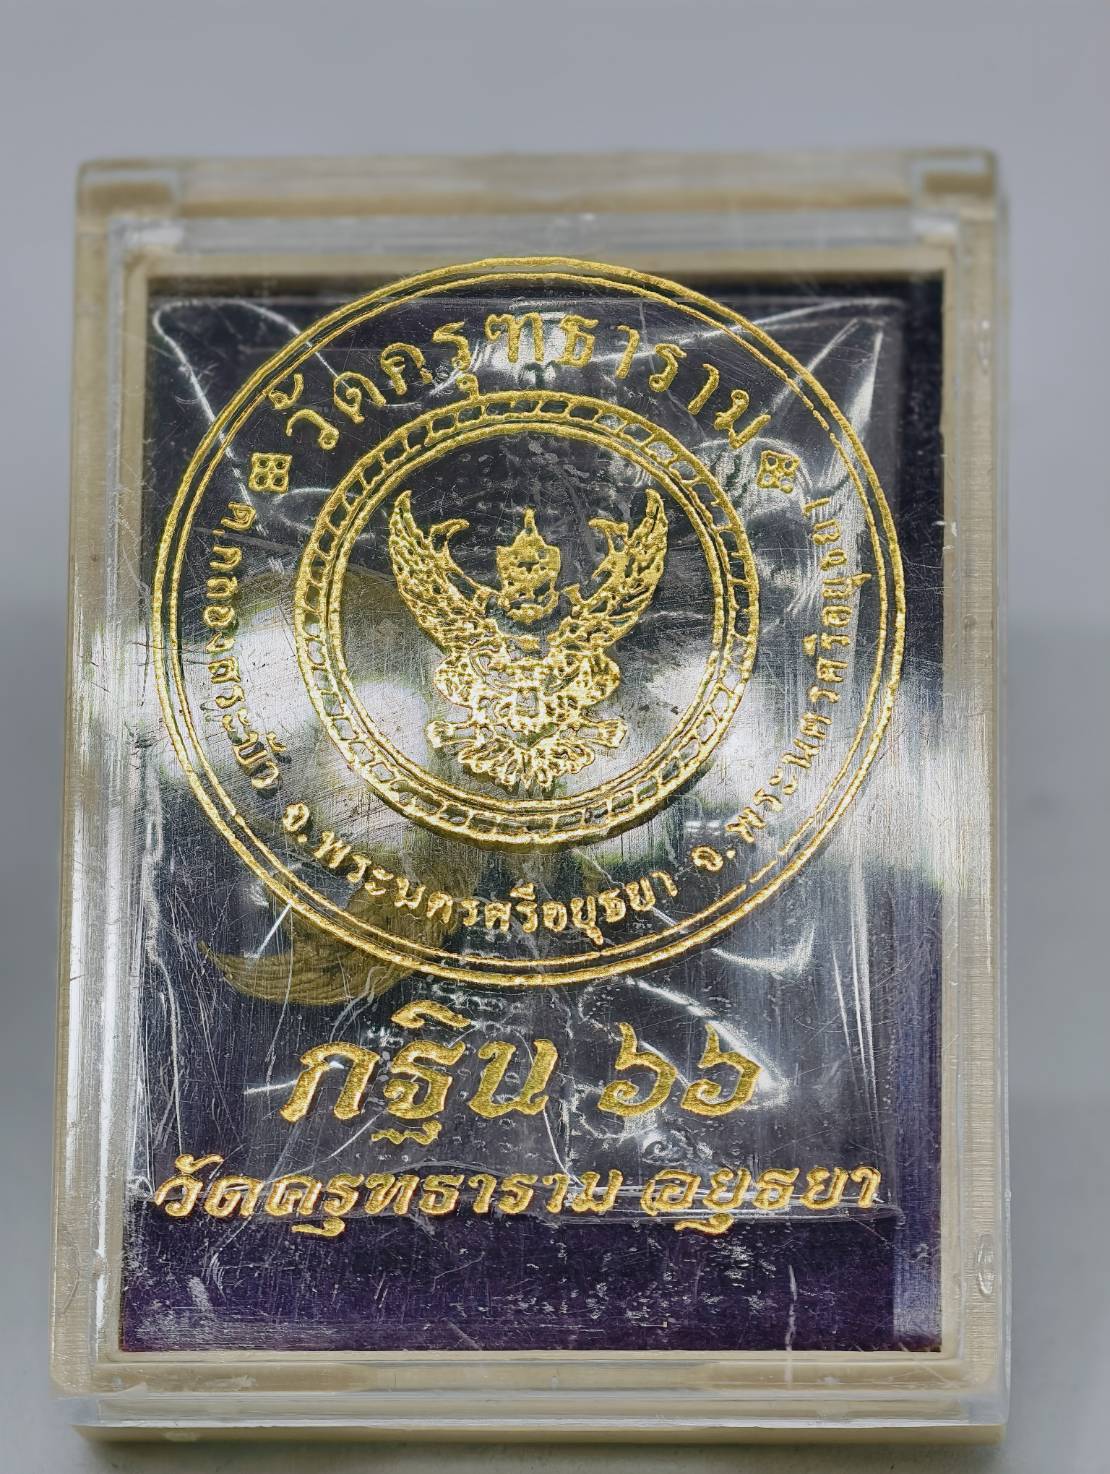 วัดครุฑธาราม
ต.คลองสระบัว อ.พระนครศรีอยุธยา จ.พระนครศรีอยุธยา
กฐิน ๖๖
วัดครุฑธาราม อยุธยา